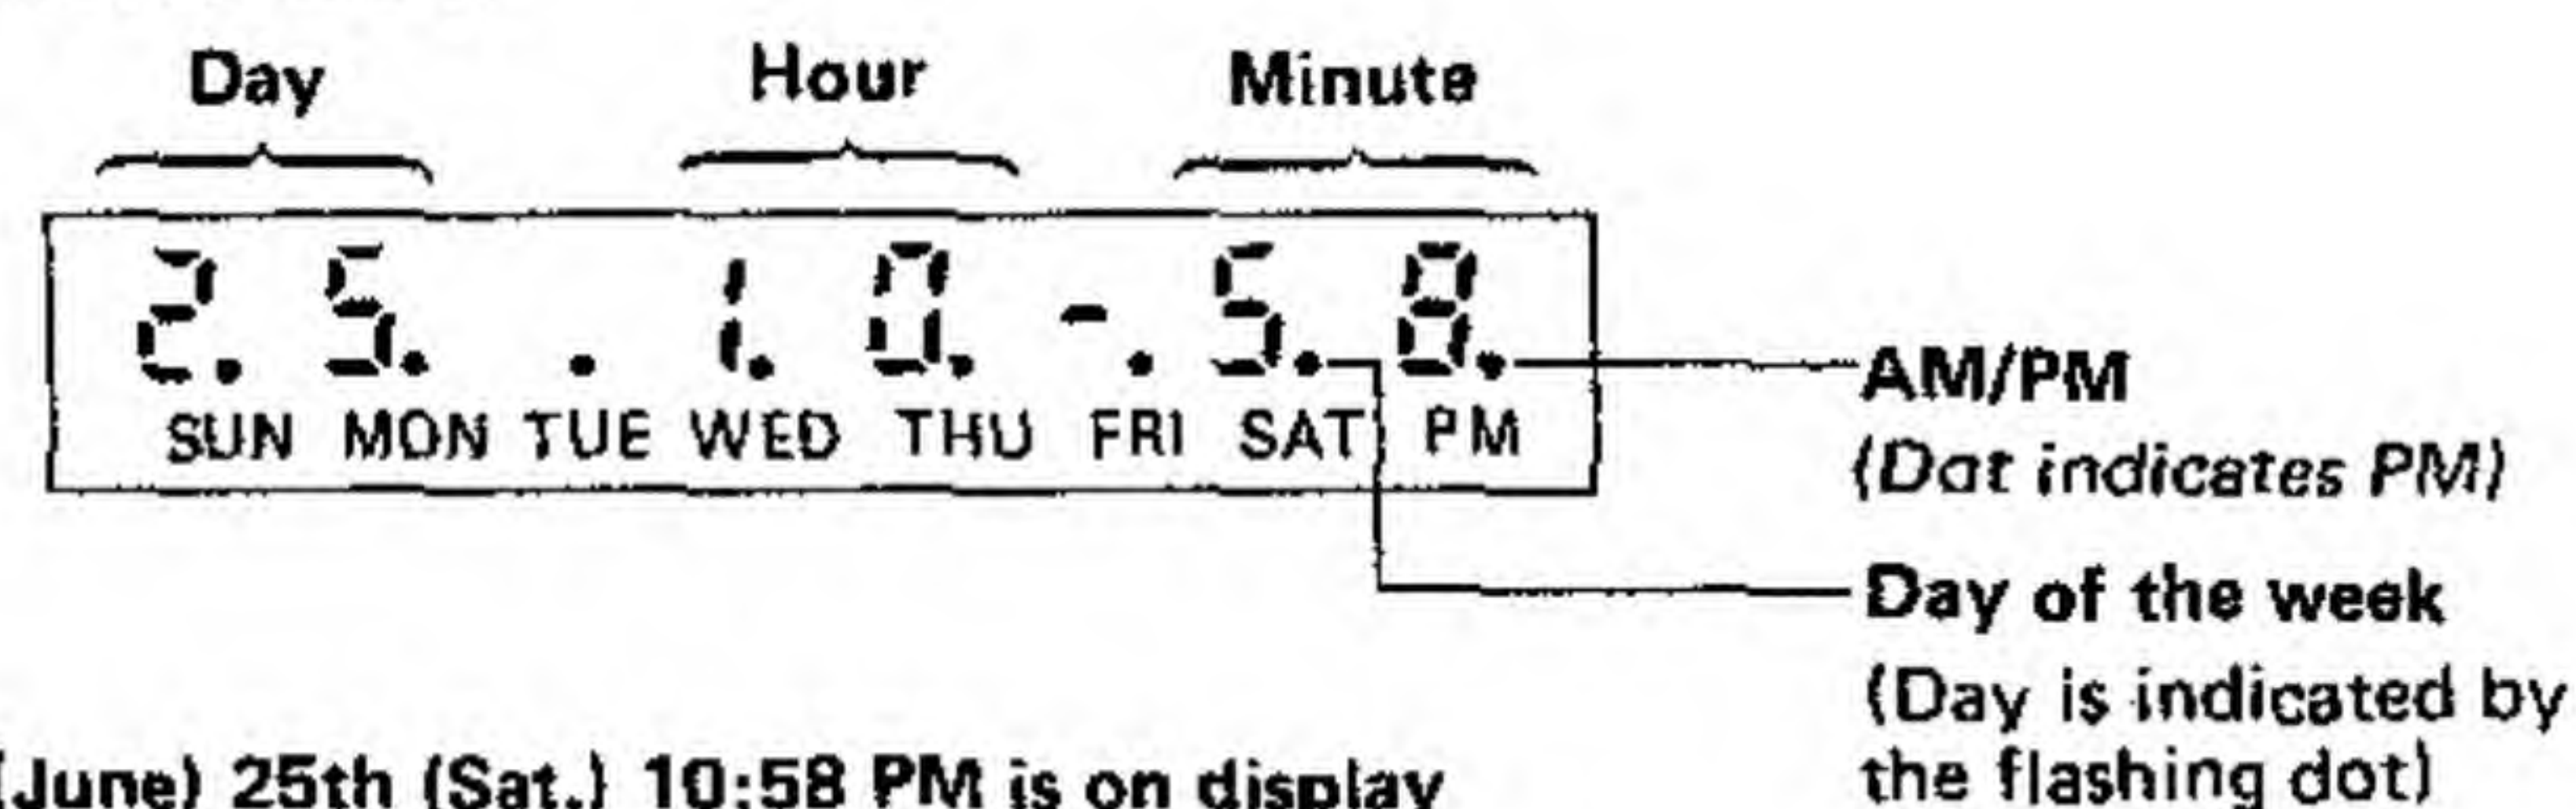 Day Hour Minute
2. 5. . 1. 0. -. 5. 8.
SUN MON TUE WED THU FRI SAT PM
AM/PM
(Dot indicates PM)
Day of the week
(Day is indicated by
the flashing dot)
(June) 25th (Sat.) 10:58 PM is on display